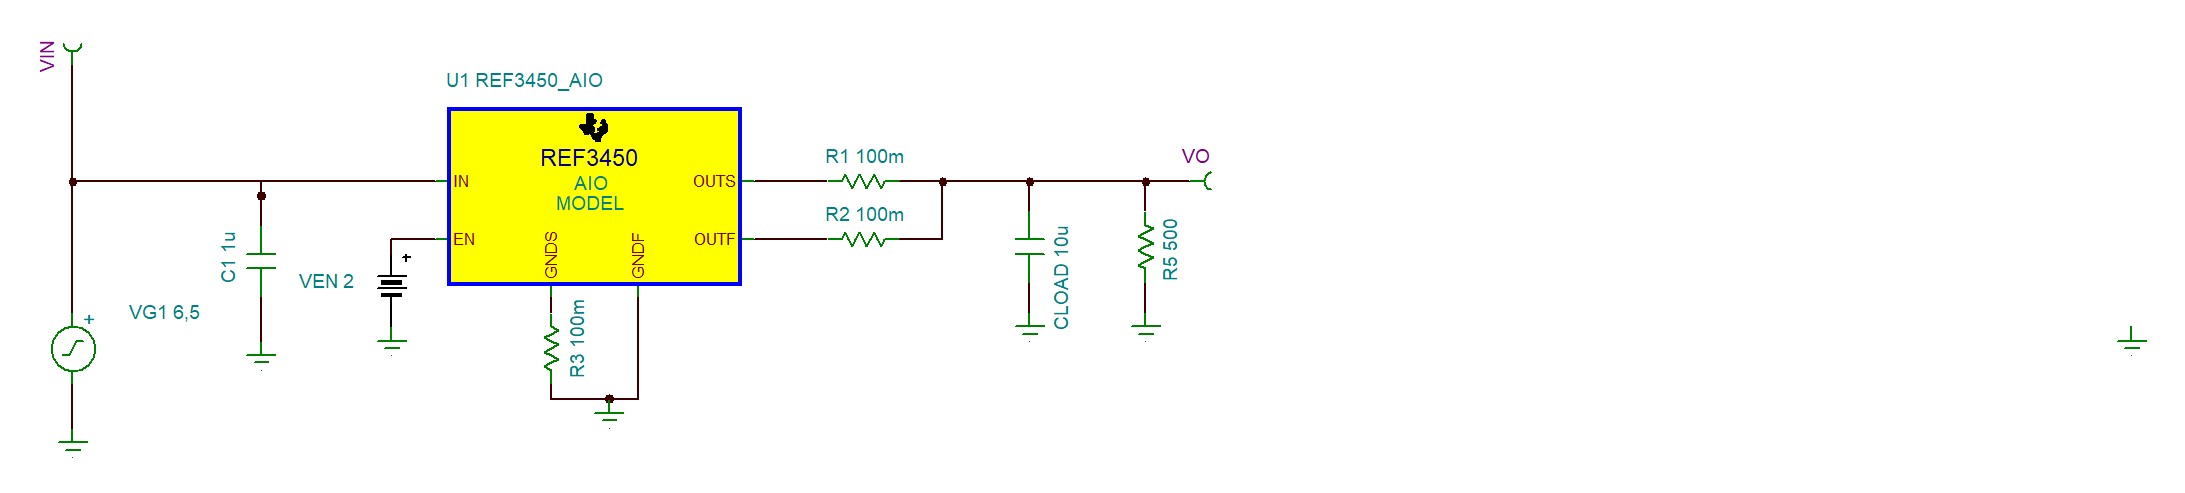 VIN
U1 REF3450_AIO
REF3450
AIO
MODEL
IN
EN
OUTS
OUTF
GNDS
GNDF
R1 100m
R2 100m
VO
C1 1u
VEN 2
+
VG1 6,5
+
R3 100m
CLOAD 10u
R5 500